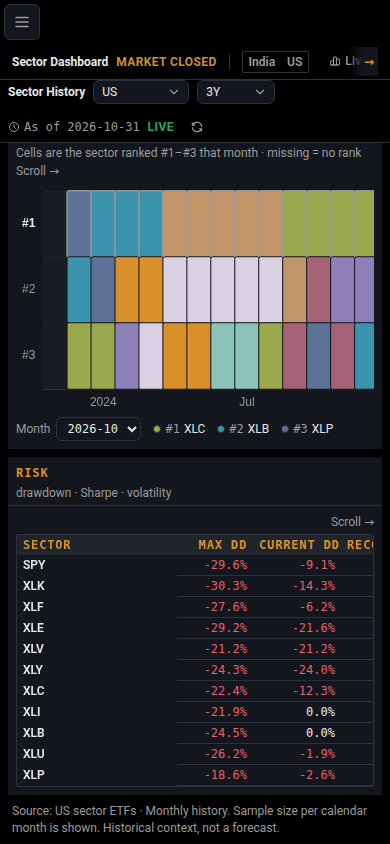 Sector Dashboard MARKET CLOSED India US
Sector History US 3Y
As of 2026-10-31 LIVE
Cells are the sector ranked #1–#3 that month · missing = no rank
Scroll →
#1
#2
#3
2024 Jul
Month 2026-10 #1 XLC #2 XLB #3 XLP
RISK
drawdown · Sharpe · volatility
Scroll →
SECTOR MAX DD CURRENT DD
SPY -29.6% -9.1%
XLK -30.3% -14.3%
XLF -27.6% -6.2%
XLE -29.2% -21.6%
XLV -21.2% -21.2%
XLY -24.3% -24.0%
XLC -22.4% -12.3%
XLI -21.9% 0.0%
XLB -24.5% 0.0%
XLU -26.2% -1.9%
XLP -18.6% -2.6%
Source: US sector ETFs · Monthly history. Sample size per calendar
month is shown. Historical context, not a forecast.